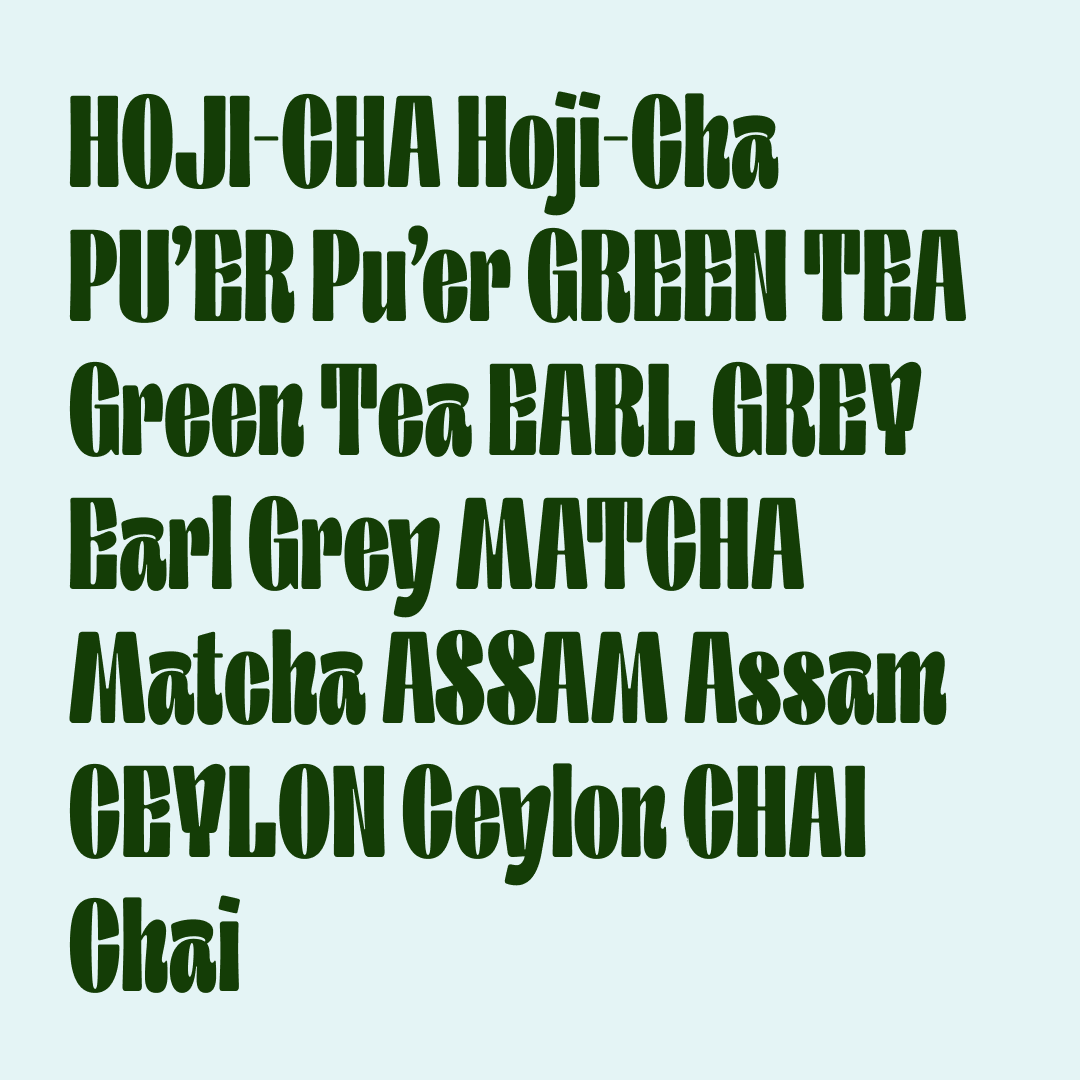 HOJI-CHA Hoji-Cha
PU’ER Pu’er GREEN TEA
Green Tea EARL GREY
Earl Grey MATCHA
Matcha ASSAM Assam
CEYLON Ceylon CHAI
Chai